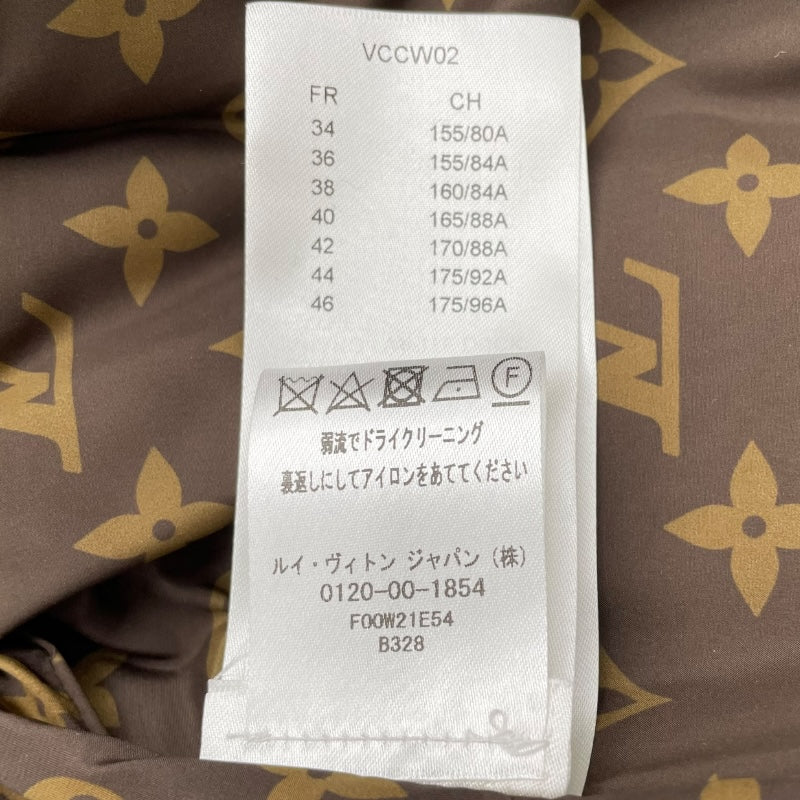 VCCW02
FR CH
34 155/80A
36 155/84A
38 160/84A
40 165/88A
42 170/88A
44 175/92A
46 175/96A
F
弱流でドライクリーニング
裏返しにしてアイロンをあててください
ルイ・ヴィトン ジャパン (株)
0120-00-1854
F00W21E54
B328